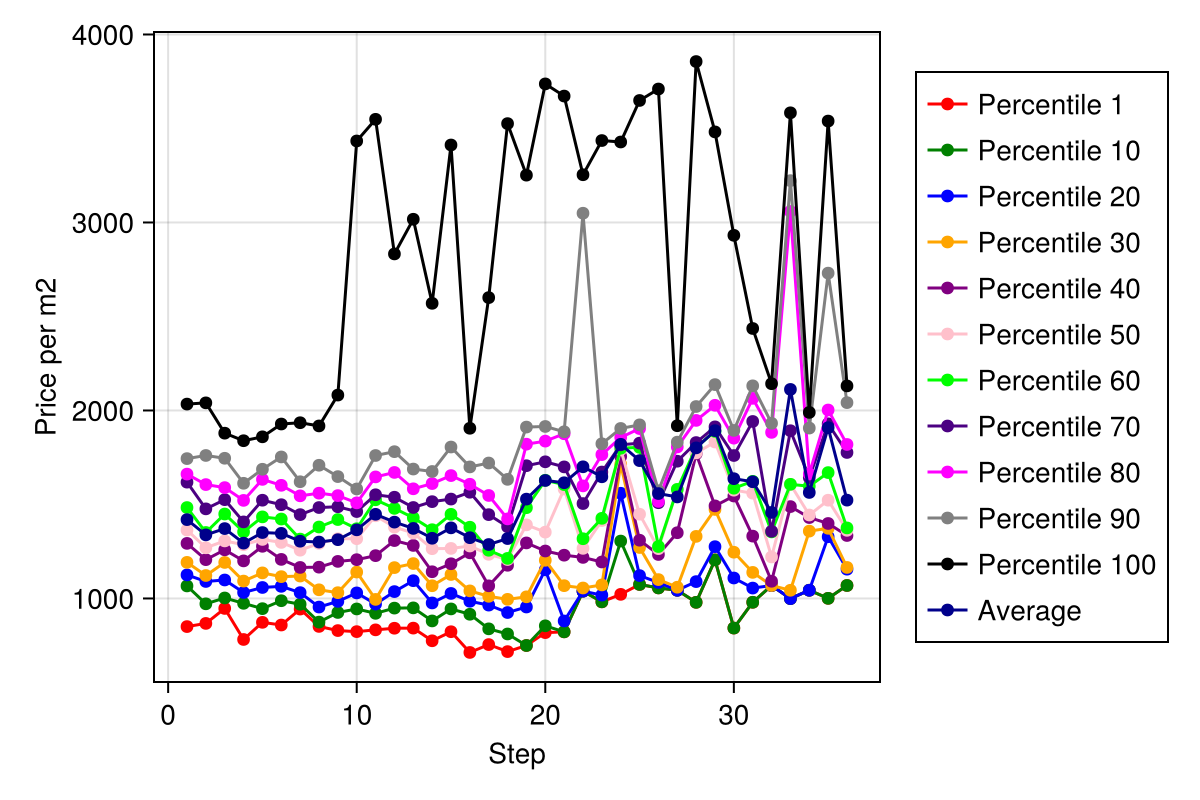 4000
3000
2000
1000
Price per m2
0
10
20
30
Step
Percentile 1
Percentile 10
Percentile 20
Percentile 30
Percentile 40
Percentile 50
Percentile 60
Percentile 70
Percentile 80
Percentile 90
Percentile 100
Average